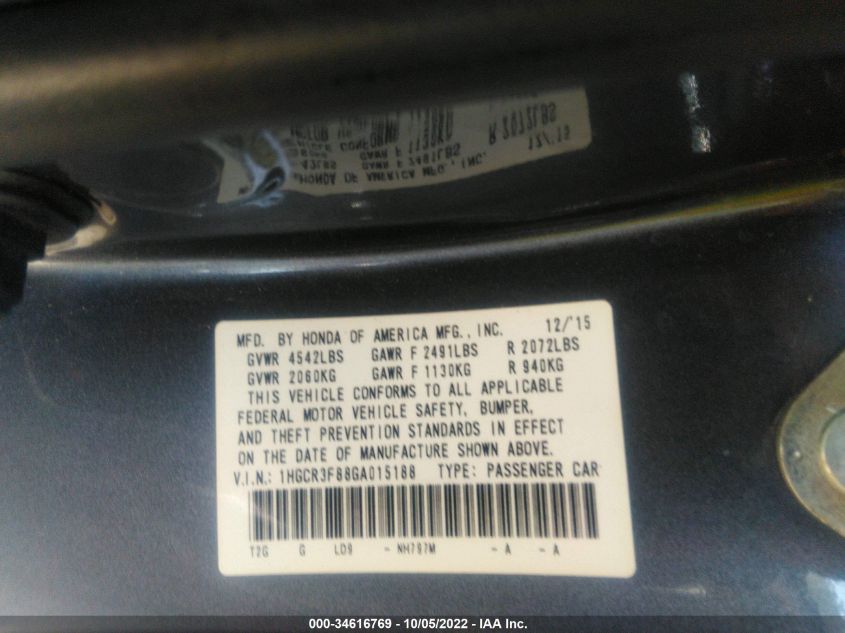 MFD. BY HONDA OF AMERICA MFG., INC. 12/'15
GVWR 4542LBS GAWR F 2491LBS R 2072LBS
GVWR 2060KG GAWR F 1130KG R 940KG
THIS VEHICLE CONFORMS TO ALL APPLICABLE
FEDERAL MOTOR VEHICLE SAFETY, BUMPER,
AND THEFT PREVENTION STANDARDS IN EFFECT
ON THE DATE OF MANUFACTURE SHOWN ABOVE.
V.I.N.: 1HGCR3F88GA015188 TYPE: PASSENGER CAR
T2G G LD9 - NH797M - A - A
000-34616769 - 10/05/2022 - IAA Inc.